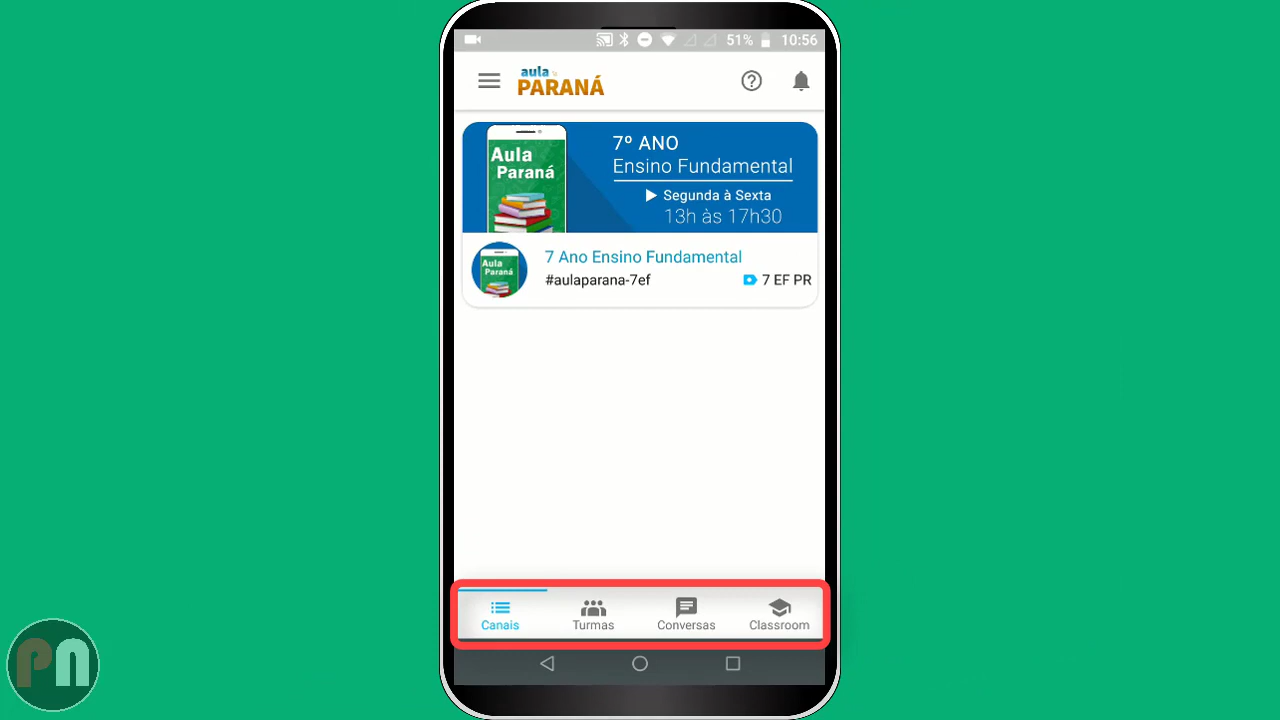 51% 10:56
aula
PARANÁ
Aula
Paraná
7º ANO
Ensino Fundamental
Segunda à Sexta
13h às 17h30
Aula
Paraná
7 Ano Ensino Fundamental
#aulaparana-7ef
7 EF PR
Canais
Turmas
Conversas
Classroom
PN